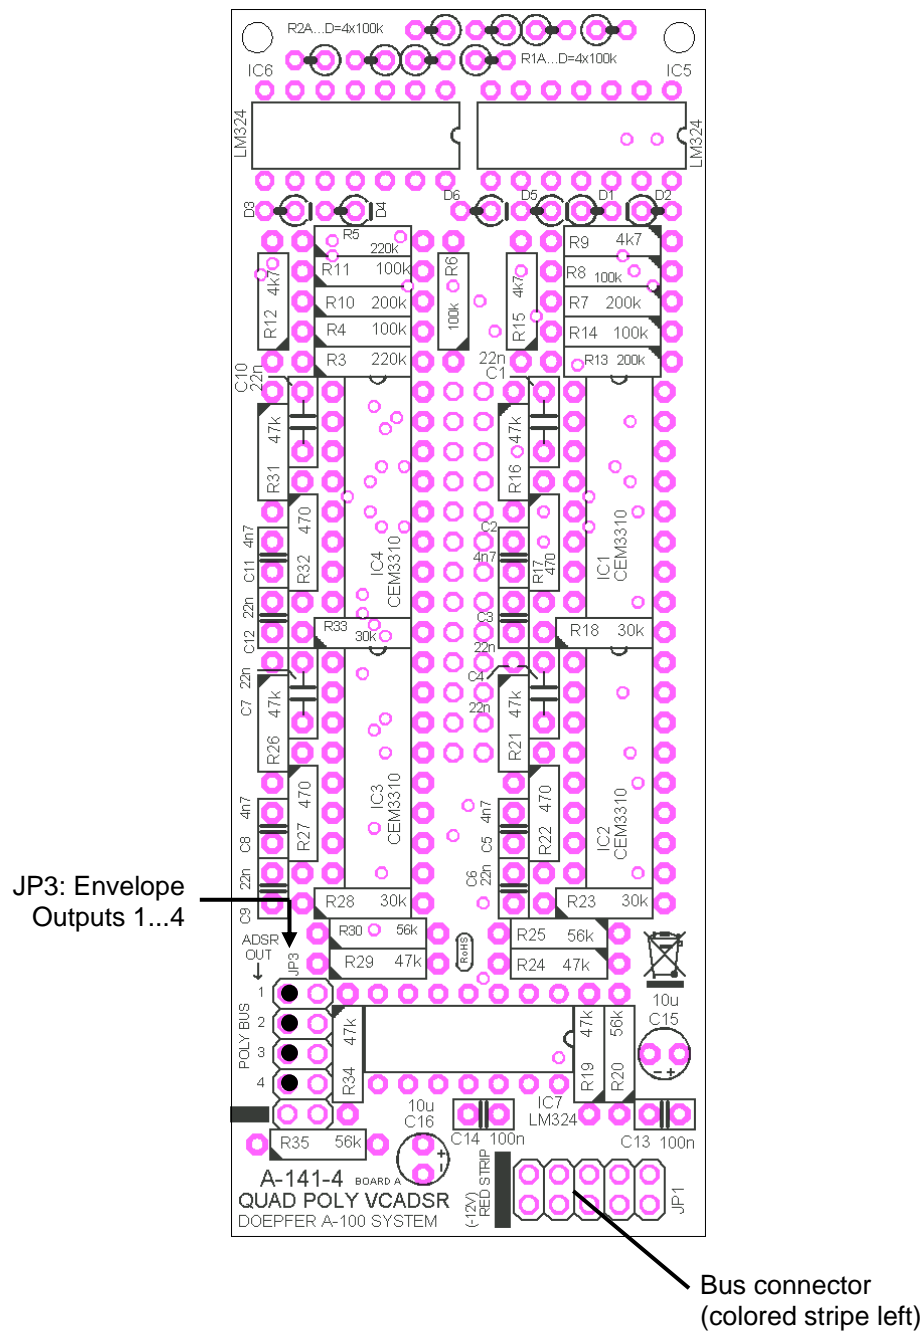 R2A...D=4x100k
R1A...D=4x100k
IC6
IC5
LM324
LM324
D3
D4
D6
D5
D1
D2
R5
220k
R11 100k
R10 200k
R4 100k
R3 220k
R12 4k7
R6
100k
R15 4k7
R9 4k7
R8
100k
R7 200k
R14 100k
R13 200k
C10
22n
22n
C1
R31 47k
R16 47k
R32 470
R17
470
4n7
C11
C2
4n7
IC4
CEM3310
IC1
CEM3310
22n
C12
C3
22n
R33
30k
R18 30k
22n
C7
C4
22n
R26 47k
R21 47k
R27 470
R22 470
4n7
C8
4n7
C5
IC3
CEM3310
IC2
CEM3310
22n
C9
C6
22n
R28 30k
R23 30k
JP3: Envelope
Outputs 1...4
R30 56k
R29 47k
R25 56k
R24 47k
RoHS
ADSR
OUT
JP3
POLY BUS
1
2
3
4
R34 47k
R19 47k
R20 56k
10u
C15
- +
IC7
LM324
10u
C16
+
-
C14 100n
C13 100n
R35 56k
A-141-4 BOARD A
QUAD POLY VCADSR
DOEPFER A-100 SYSTEM
(-12V)
RED STRIP
JP1
Bus connector
(colored stripe left)